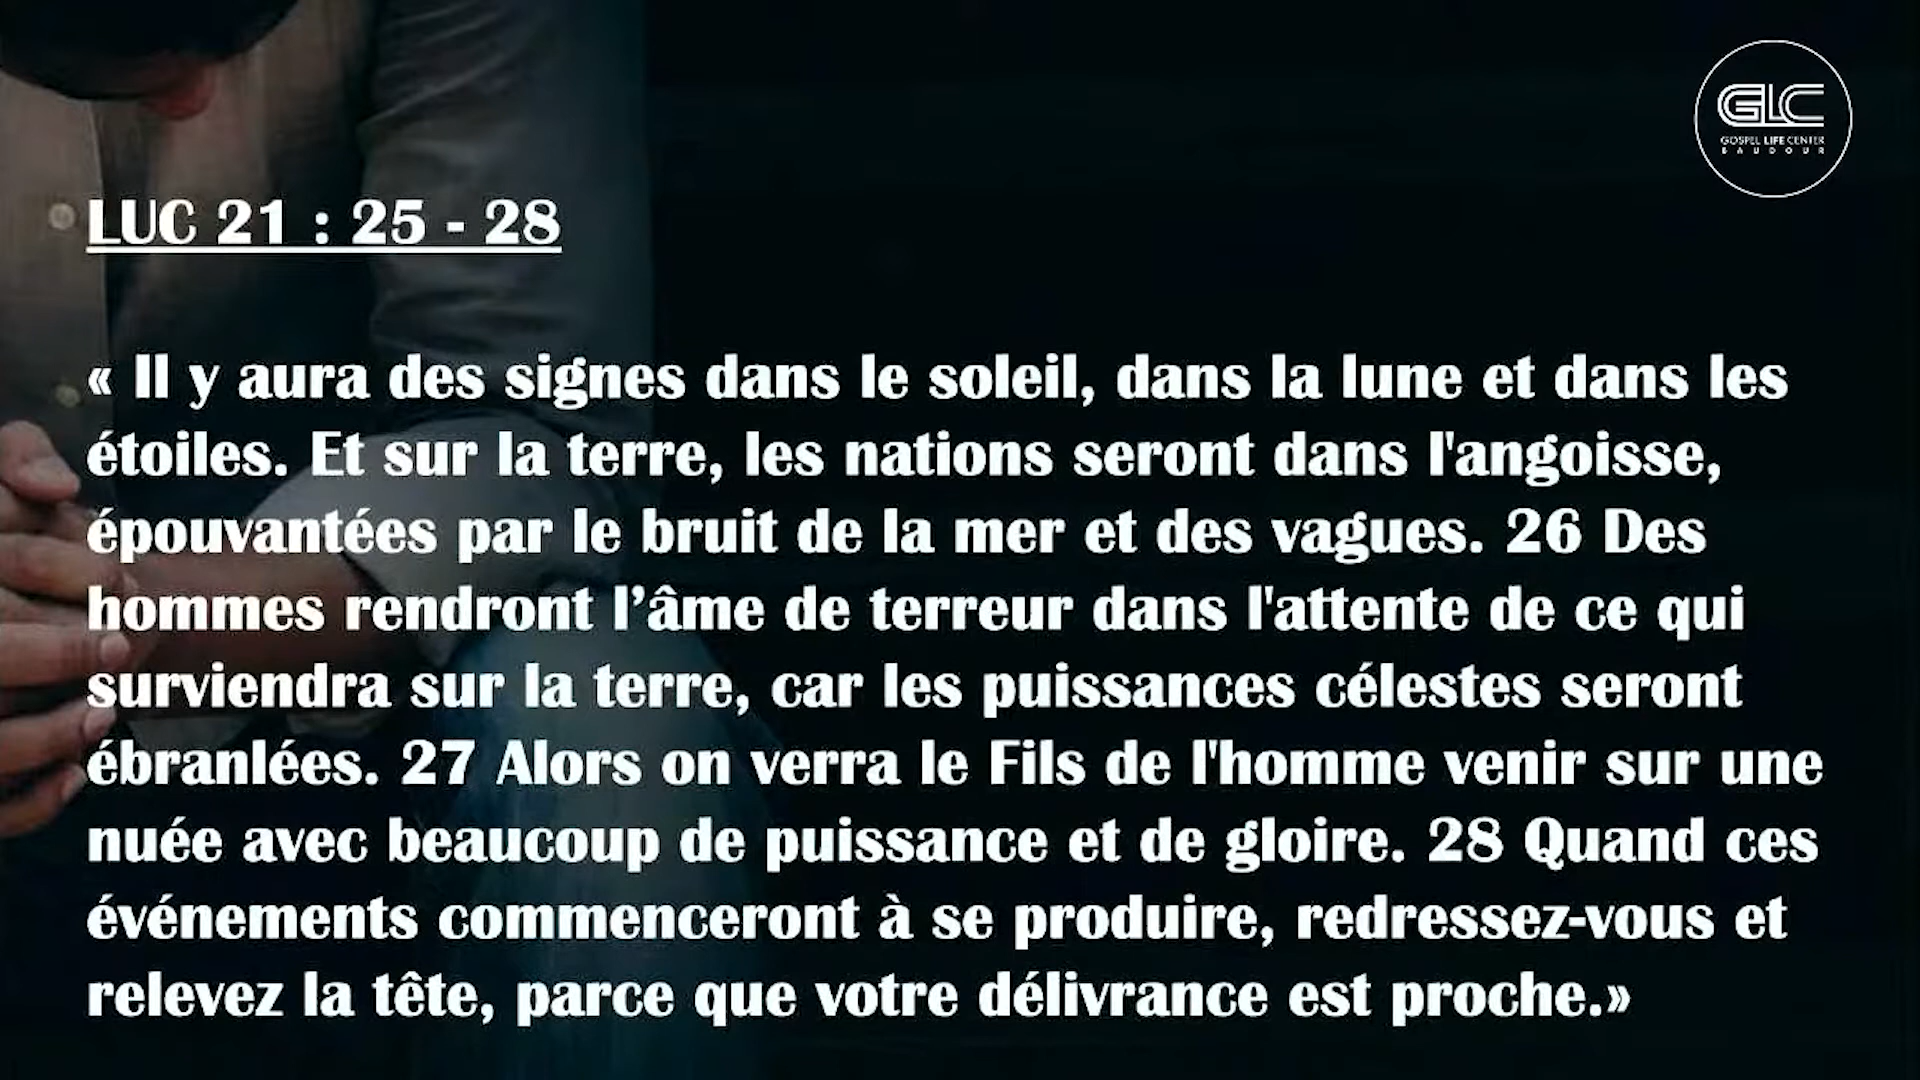 GLC
GOSPEL LIFE CENTER
BAUDOUR
LUC 21 : 25 - 28
« Il y aura des signes dans le soleil, dans la lune et dans les
étoiles. Et sur la terre, les nations seront dans l'angoisse,
épouvantées par le bruit de la mer et des vagues. 26 Des
hommes rendront l’âme de terreur dans l'attente de ce qui
surviendra sur la terre, car les puissances célestes seront
ébranlées. 27 Alors on verra le Fils de l'homme venir sur une
nuée avec beaucoup de puissance et de gloire. 28 Quand ces
événements commenceront à se produire, redressez-vous et
relevez la tête, parce que votre délivrance est proche.»